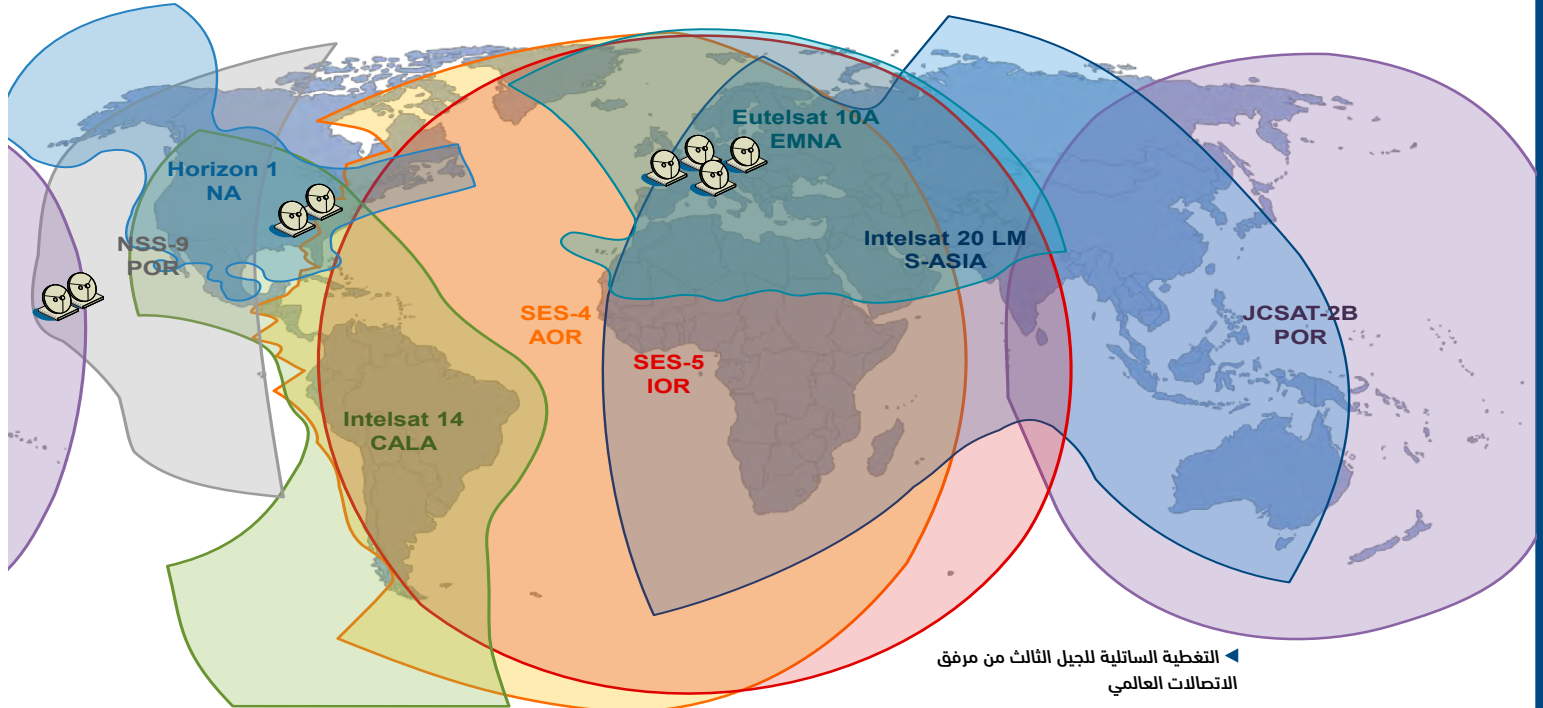 Eutelsat 10A
EMNA
Horizon 1
NA
NSS-9
POR
Intelsat 20 LM
S-ASIA
SES-4
AOR
JCSAT-2B
POR
SES-5
IOR
Intelsat 14
CALA
التغطية الساتلية للجيل الثالث من مرفق
الاتصالات العالمي